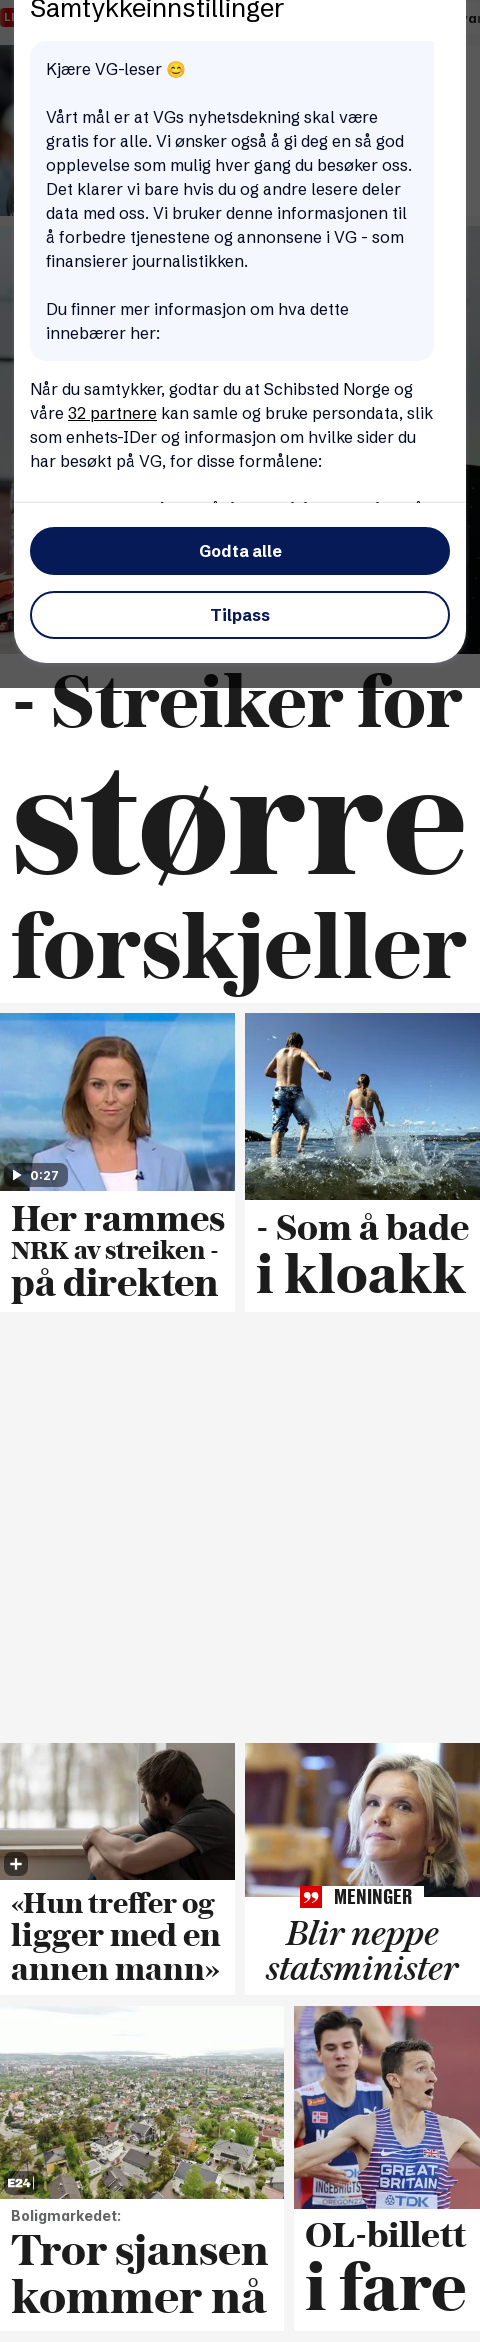 Samtykkeinnstillinger
Kjære VG-leser 😊
Vårt mål er at VGs nyhetsdekning skal være
gratis for alle. Vi ønsker også å gi deg en så god
opplevelse som mulig hver gang du besøker oss.
Det klarer vi bare hvis du og andre lesere deler
data med oss. Vi bruker denne informasjonen til
å forbedre tjenestene og annonsene i VG - som
finansierer journalistikken.
Du finner mer informasjon om hva dette
innebærer her:
Når du samtykker, godtar du at Schibsted Norge og
våre 32 partnere kan samle og bruke persondata, slik
som enhets-IDer og informasjon om hvilke sider du
har besøkt på VG, for disse formålene:
Godta alle
Tilpass
- Streiker for
større
forskjeller
0:27
Her rammes
NRK av streiken -
på direkten
- Som å bade
i kloakk
«Hun treffer og
ligger med en
annen mann»
MENINGER
Blir neppe
statsminister
E24
Boligmarkedet:
Tror sjansen
kommer nå
INGEBRIGTS
OREGON22
GREAT
BRITAIN
TDK
OL-billett
i fare